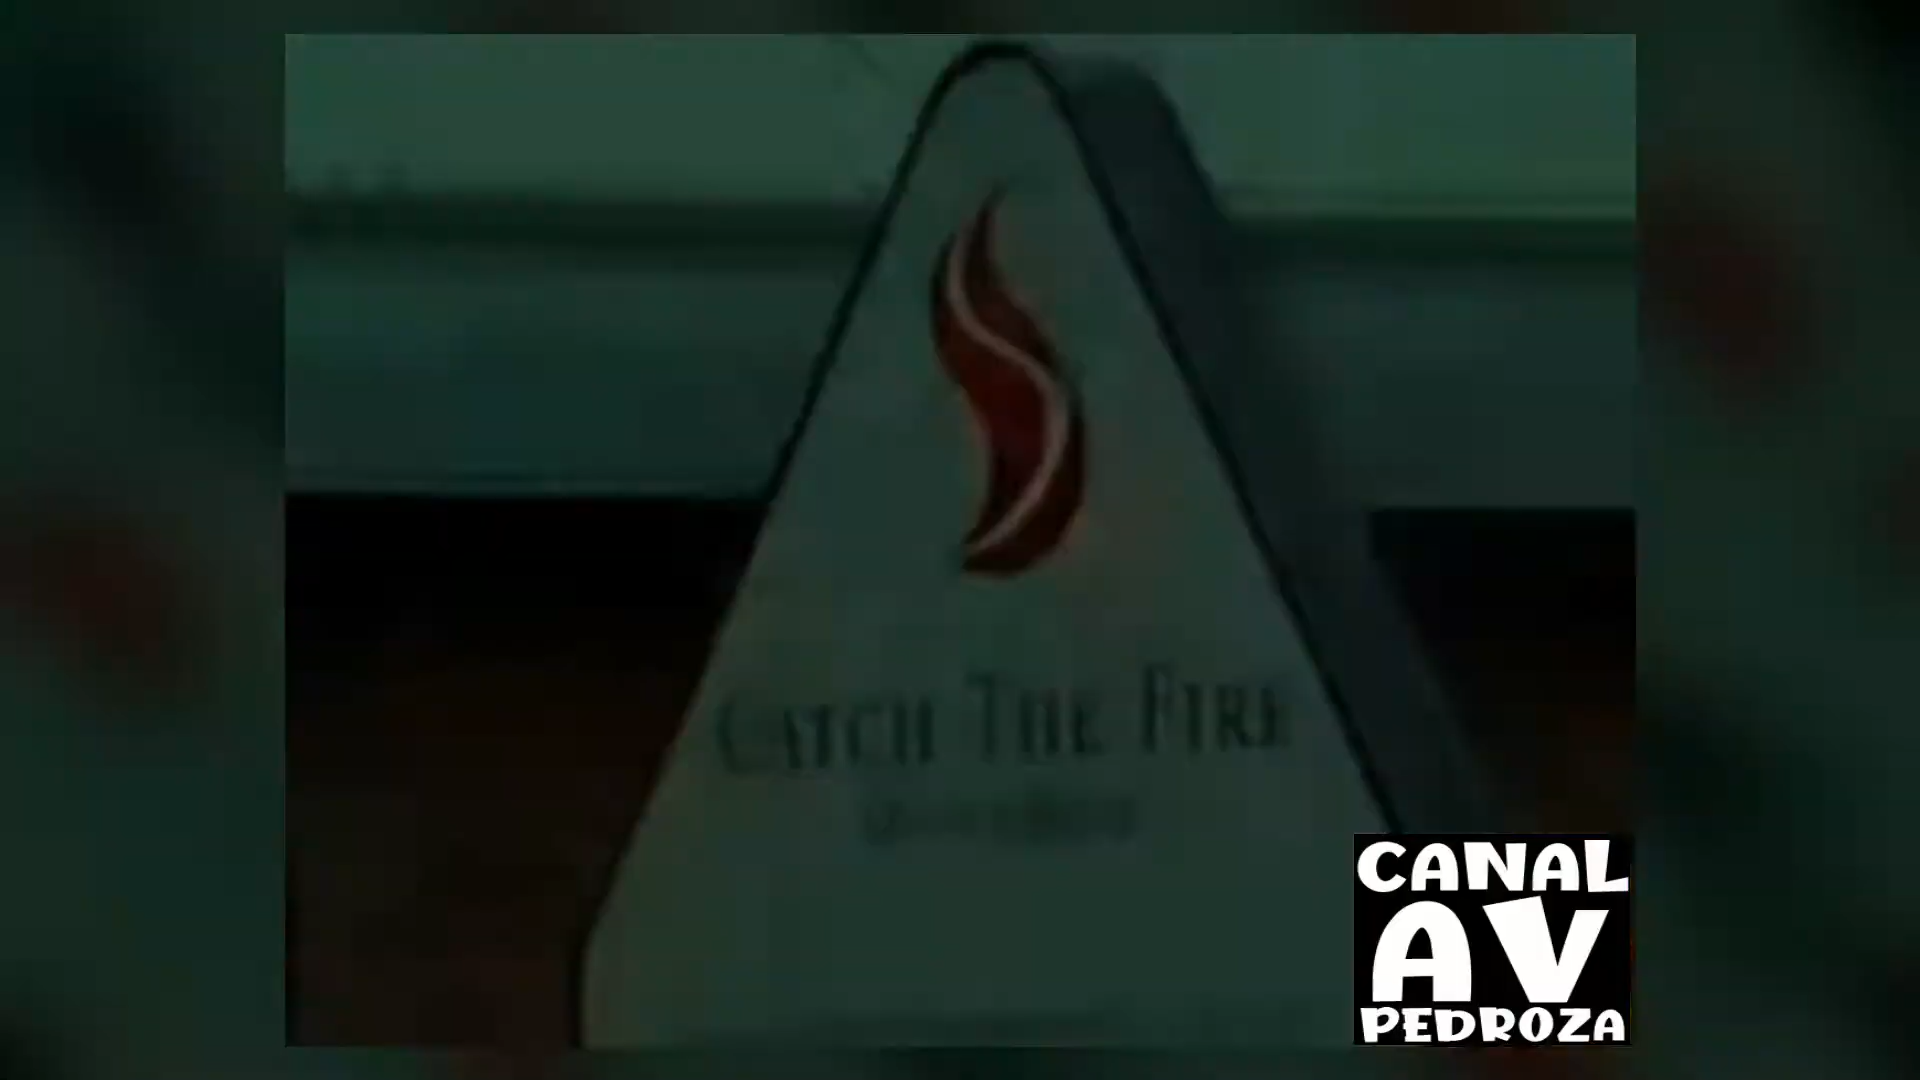 CATCH THE FIRE
CANAL
AV
PEDROZA